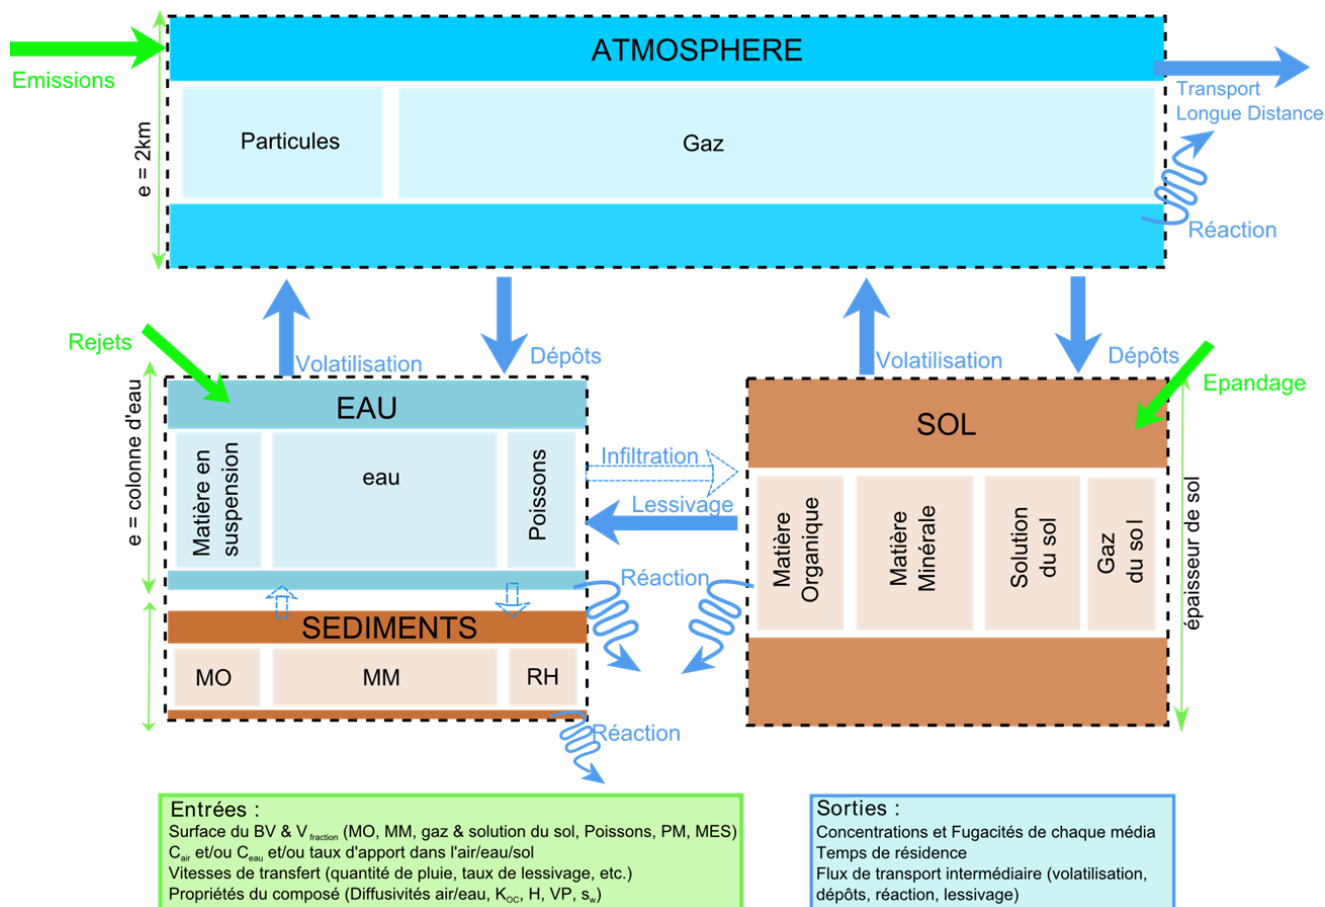 ATMOSPHERE
Emissions
Transport
Longue Distance
e = 2km
Particules
Gaz
Réaction
Rejets
Volatilisation
Dépôts
Volatilisation
Dépôts
Epandage
EAU
SOL
e = colonne d'eau
Matière en
suspension
eau
Poissons
Infiltration
Lessivage
Matière
Organique
Matière
Minérale
Solution
du sol
Gaz
du sol
épaisseur de sol
Réaction
SEDIMENTS
MO
MM
RH
Réaction
Entrées :
Surface du BV & V fraction (MO, MM, gaz & solution du sol, Poissons, PM, MES)
Cair et/ou Ceau et/ou taux d'apport dans l'air/eau/sol
Vitesses de transfert (quantité de pluie, taux de lessivage, etc.)
Propriétés du composé (Diffusivités air/eau, KOC, H, VP, sw)
Sorties :
Concentrations et Fugacités de chaque média
Temps de résidence
Flux de transport intermédiaire (volatilisation,
dépôts, réaction, lessivage)